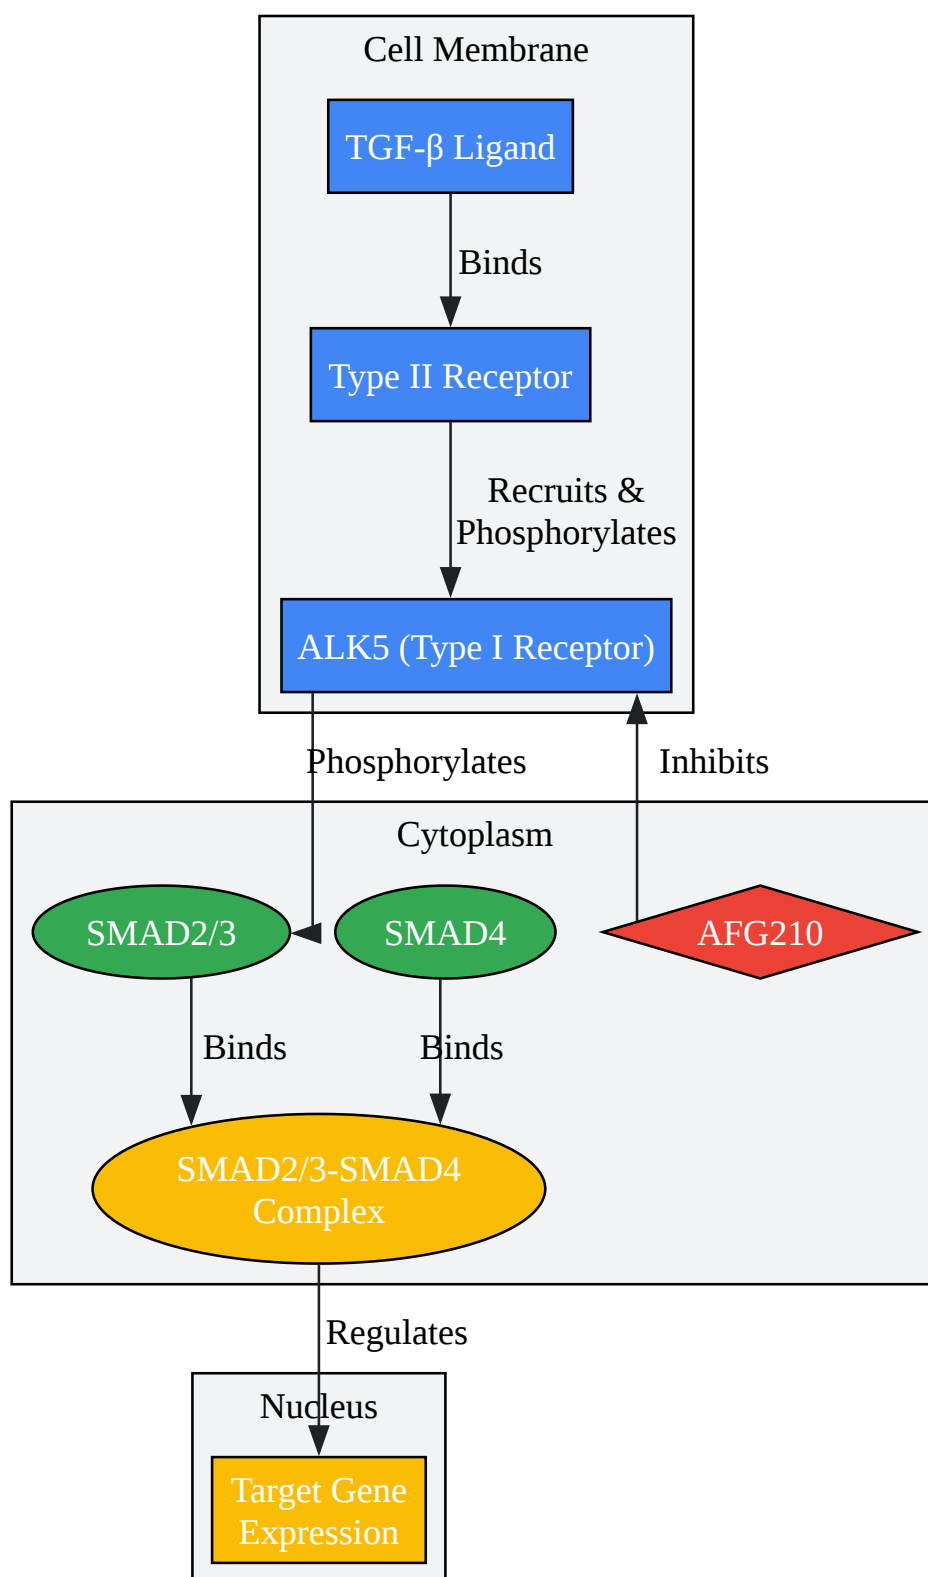 Cell Membrane
TGF-β Ligand
Binds
Type II Receptor
Recruits &
Phosphorylates
ALK5 (Type I Receptor)
Phosphorylates
Inhibits
Cytoplasm
SMAD2/3
SMAD4
AFG210
Binds
Binds
SMAD2/3-SMAD4
Complex
Regulates
Nucleus
Target Gene
Expression